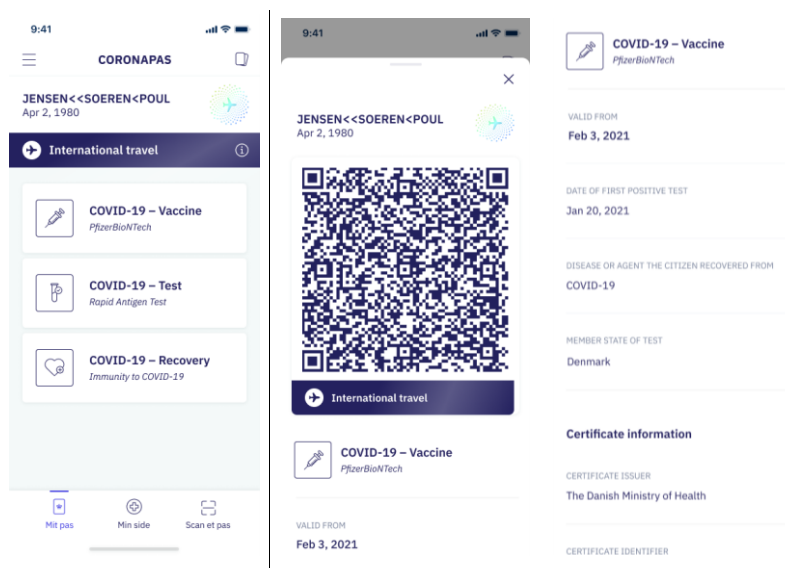 9:41
CORONAPAS
JENSEN<<SOEREN<POUL
Apr 2, 1980
International travel
COVID-19 – Vaccine
PfizerBioNTech
COVID-19 – Test
Rapid Antigen Test
COVID-19 – Recovery
Immunity to COVID-19
Mit pas
Min side
Scan et pas
9:41
JENSEN<<SOEREN<POUL
Apr 2, 1980
International travel
COVID-19 – Vaccine
PfizerBioNTech
VALID FROM
Feb 3, 2021
COVID-19 – Vaccine
PfizerBioNTech
VALID FROM
Feb 3, 2021
DATE OF FIRST POSITIVE TEST
Jan 20, 2021
DISEASE OR AGENT THE CITIZEN RECOVERED FROM
COVID-19
MEMBER STATE OF TEST
Denmark
Certificate information
CERTIFICATE ISSUER
The Danish Ministry of Health
CERTIFICATE IDENTIFIER